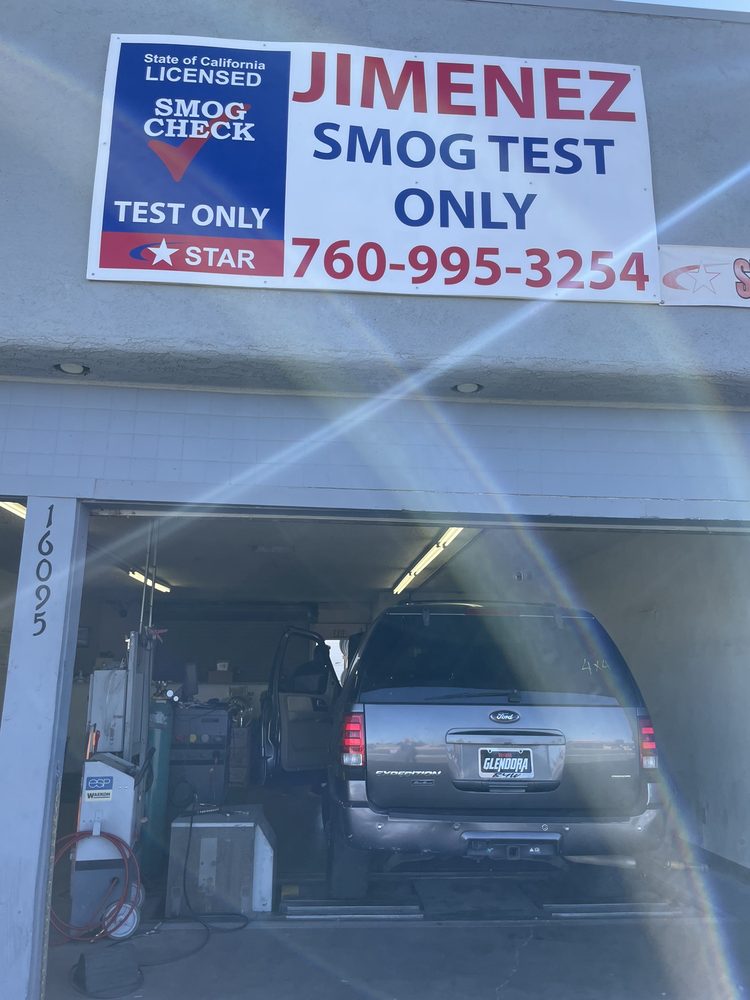 State of California
LICENSED
SMOG
CHECK
TEST ONLY
STAR
JIMENEZ
SMOG TEST
ONLY
760-995-3254
S
16095
4x4
Ford
GLENDORA
EXPEDITION
ESP